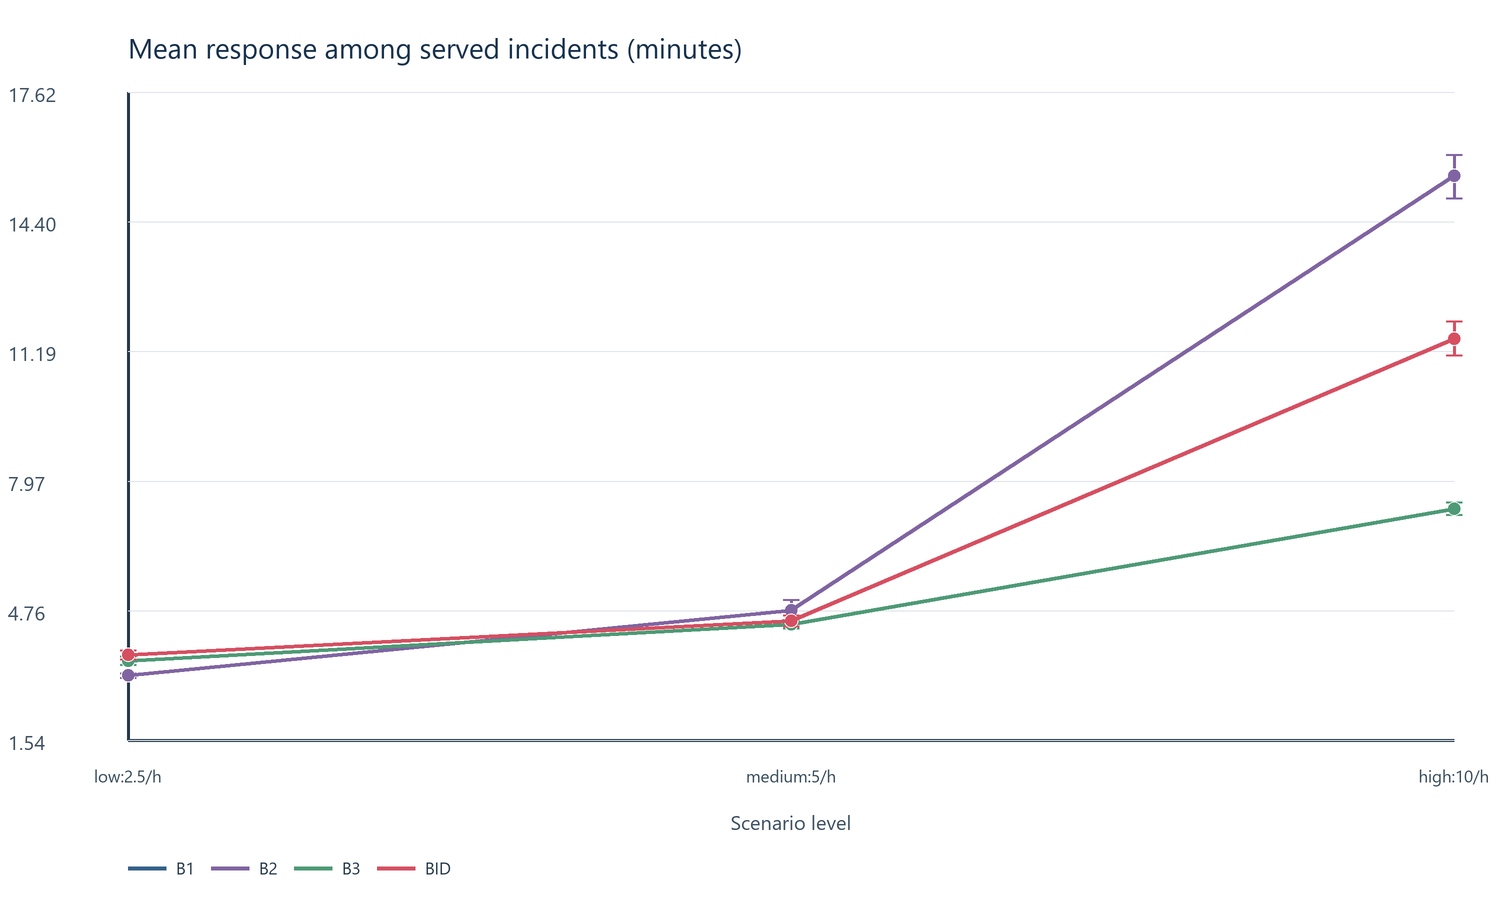 Mean response among served incidents (minutes)
17.62
14.40
11.19
7.97
4.76
1.54
low:2.5/h medium:5/h high:10/h
Scenario level
B1 B2 B3 BID